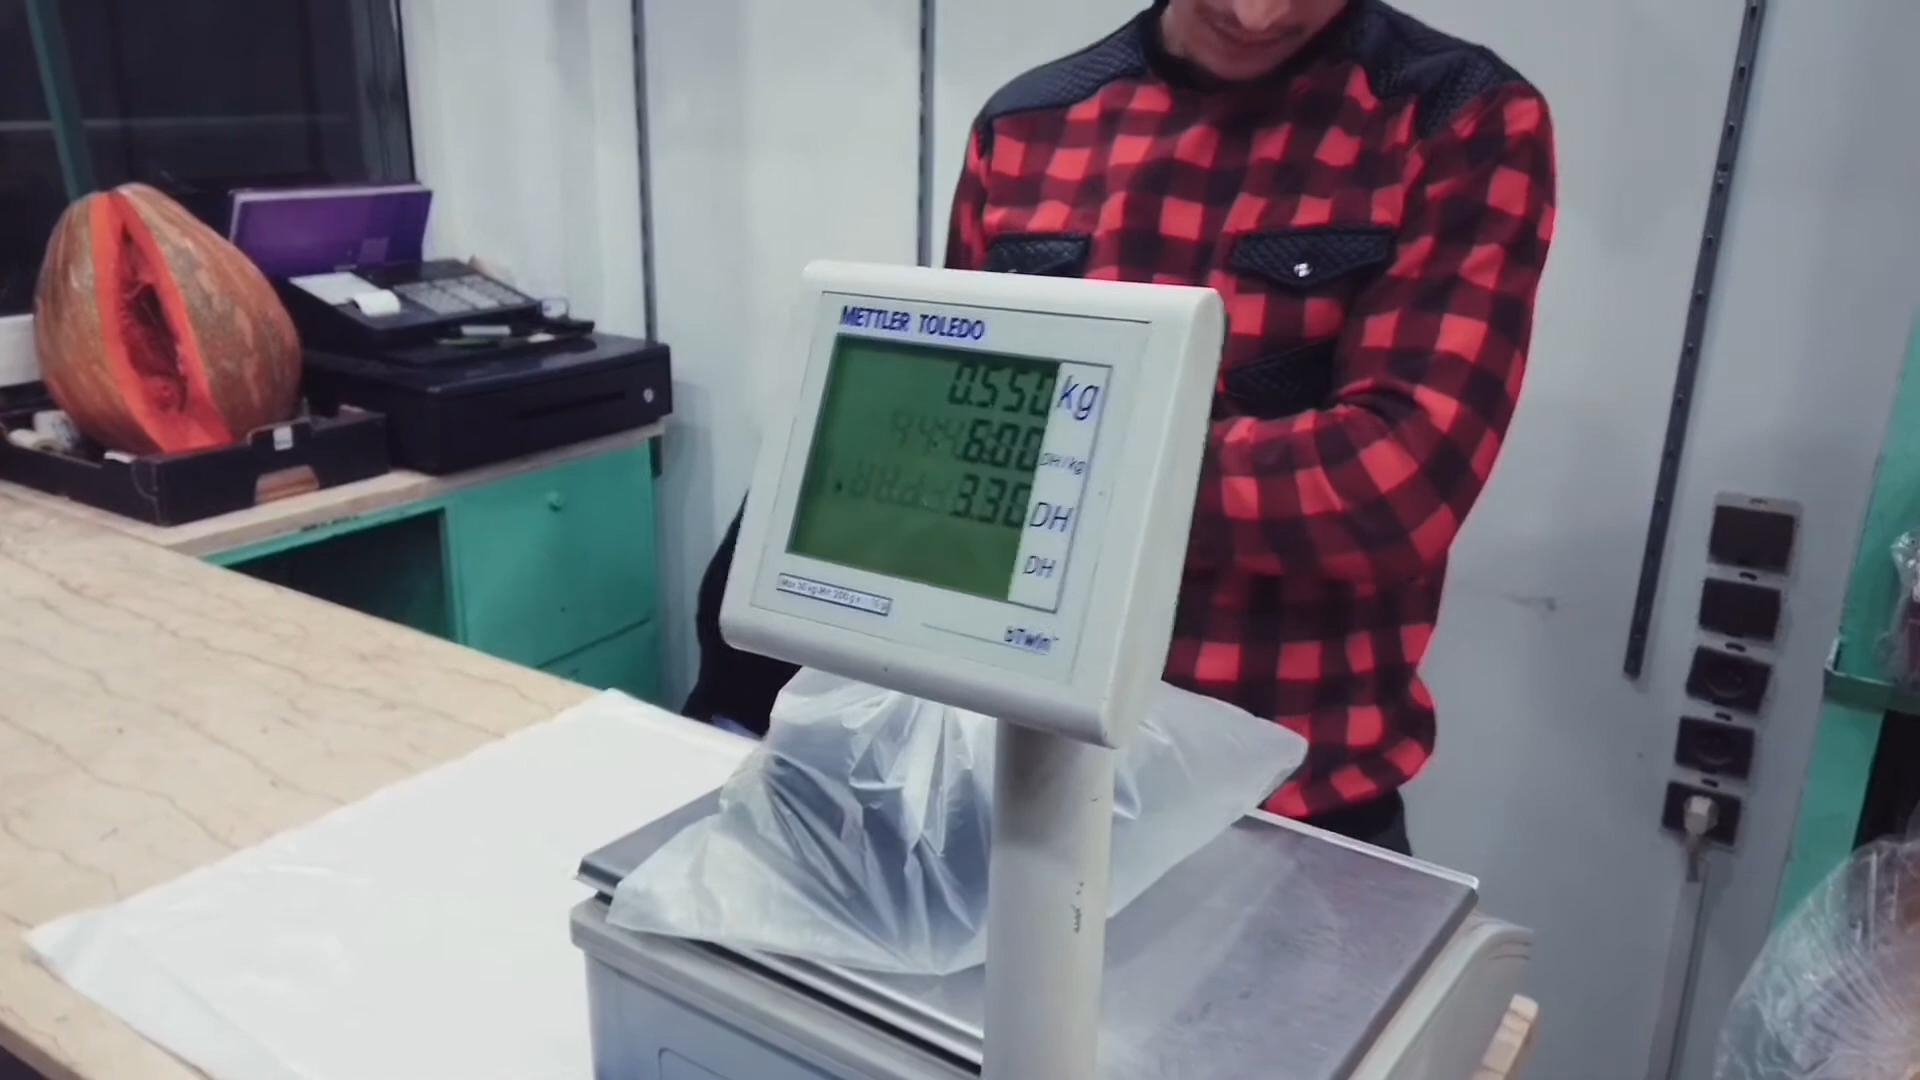 METTLER TOLEDO
0.550 kg
6.00 DH/kg
3.30 DH
DH
bTwin